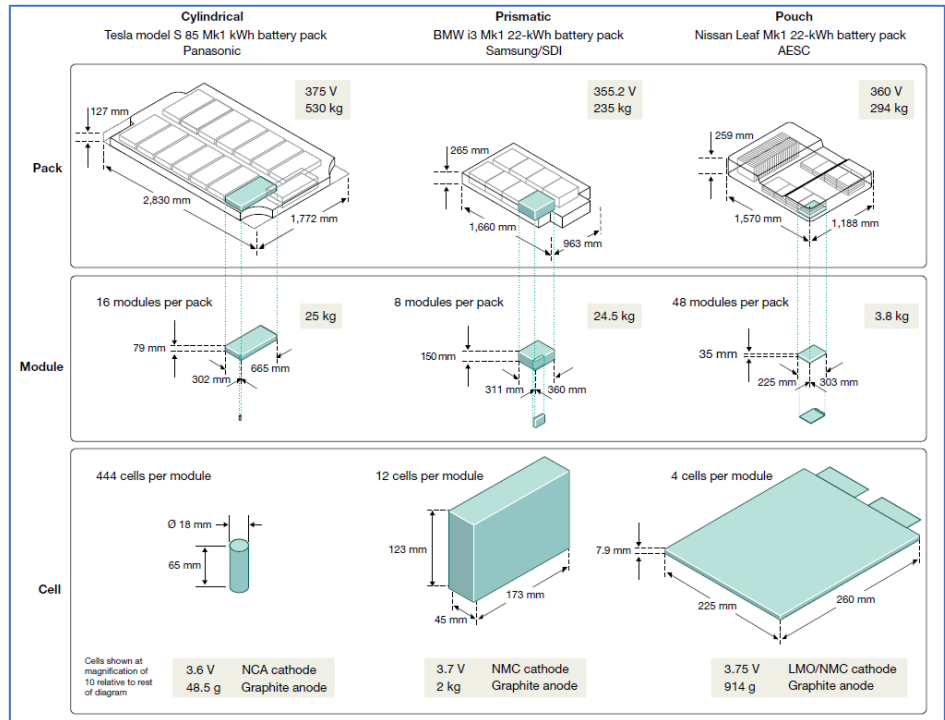 Cylindrical
Tesla model S 85 Mk1 kWh battery pack
Panasonic
Prismatic
BMW i3 Mk1 22-kWh battery pack
Samsung/SDI
Pouch
Nissan Leaf Mk1 22-kWh battery pack
AESC
Pack
375 V
530 kg
127 mm
2,830 mm
1,772 mm
355.2 V
235 kg
265 mm
1,660 mm
963 mm
360 V
294 kg
259 mm
1,570 mm
1,188 mm
Module
16 modules per pack
25 kg
79 mm
302 mm
665 mm
8 modules per pack
24.5 kg
150 mm
311 mm
360 mm
48 modules per pack
3.8 kg
35 mm
225 mm
303 mm
Cell
444 cells per module
Ø 18 mm
65 mm
12 cells per module
123 mm
45 mm
173 mm
4 cells per module
7.9 mm
225 mm
260 mm
Cells shown at
magnification of
10 relative to rest
of diagram
3.6 V NCA cathode
48.5 g Graphite anode
3.7 V NMC cathode
2 kg Graphite anode
3.75 V LMO/NMC cathode
914 g Graphite anode